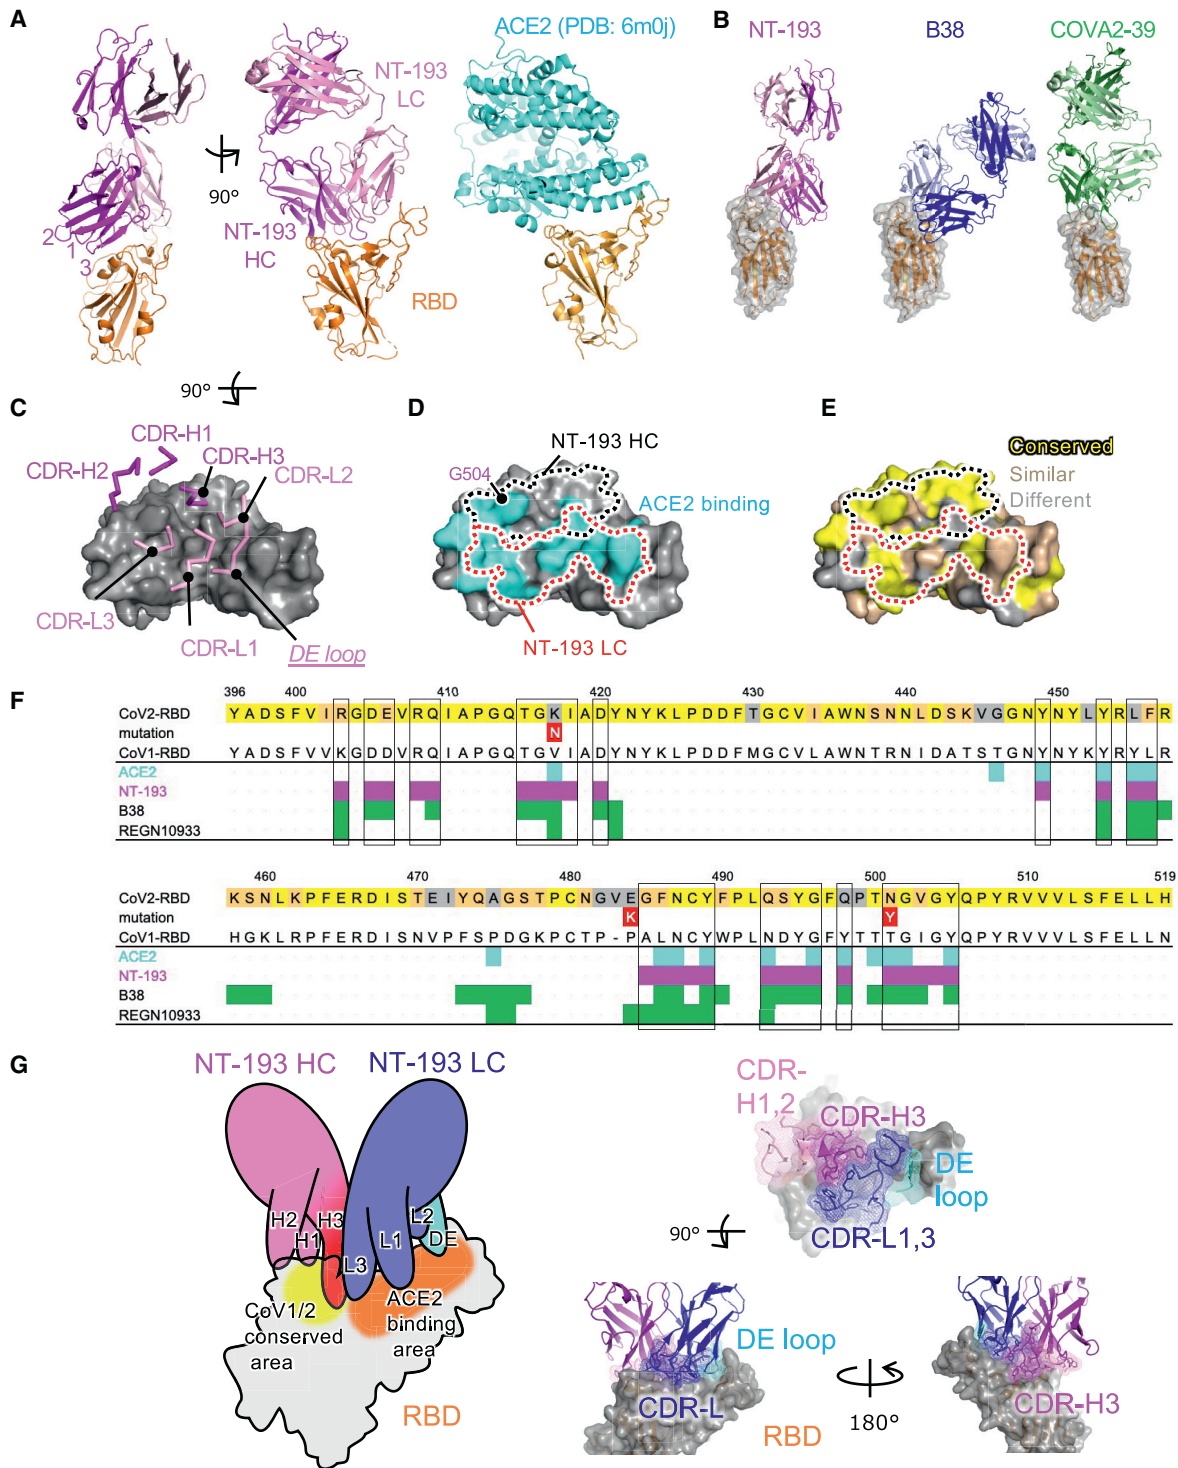 A
B
ACE2 (PDB: 6m0j)
NT-193
B38
COVA2-39
NT-193
LC
90°
2
1
3
NT-193
HC
RBD
90°
C
D
E
CDR-H1
CDR-H2
CDR-H3
CDR-L2
CDR-L3
CDR-L1
DE loop
NT-193 HC
G504
ACE2 binding
NT-193 LC
Conserved
Similar
Different
F
396 400 410 420 430 440 450
CoV2-RBD Y A D S F V I R G D E V R Q I A P G Q T G K I A D Y N Y K L P D D F T G C V I A W N S N N L D S K V G G N Y N Y L Y R L F R
mutation N
CoV1-RBD Y A D S F V V K G D D V R Q I A P G Q T G V I A D Y N Y K L P D D F M G C V L A W N T R N I D A T S T G N Y N Y K Y R Y L R
ACE2
NT-193
B38
REGN10933
460 470 480 490 500 510 519
CoV2-RBD K S N L K P F E R D I S T E I Y Q A G S T P C N G V E G F N C Y F P L Q S Y G F Q P T N G V G Y Q P Y R V V V L S F E L L H
mutation K Y
CoV1-RBD H G K L R P F E R D I S N V P F S P D G K P C T P - P A L N C Y W P L N D Y G F Y T T T G I G Y Q P Y R V V V L S F E L L N
ACE2
NT-193
B38
REGN10933
G
NT-193 HC
NT-193 LC
H2
H1
H3
L3
L1
L2
DE
CoV1/2
conserved
area
ACE2
binding
area
RBD
CDR-
H1,2
CDR-H3
DE
loop
CDR-L1,3
90°
DE loop
CDR-L
RBD
180°
CDR-H3